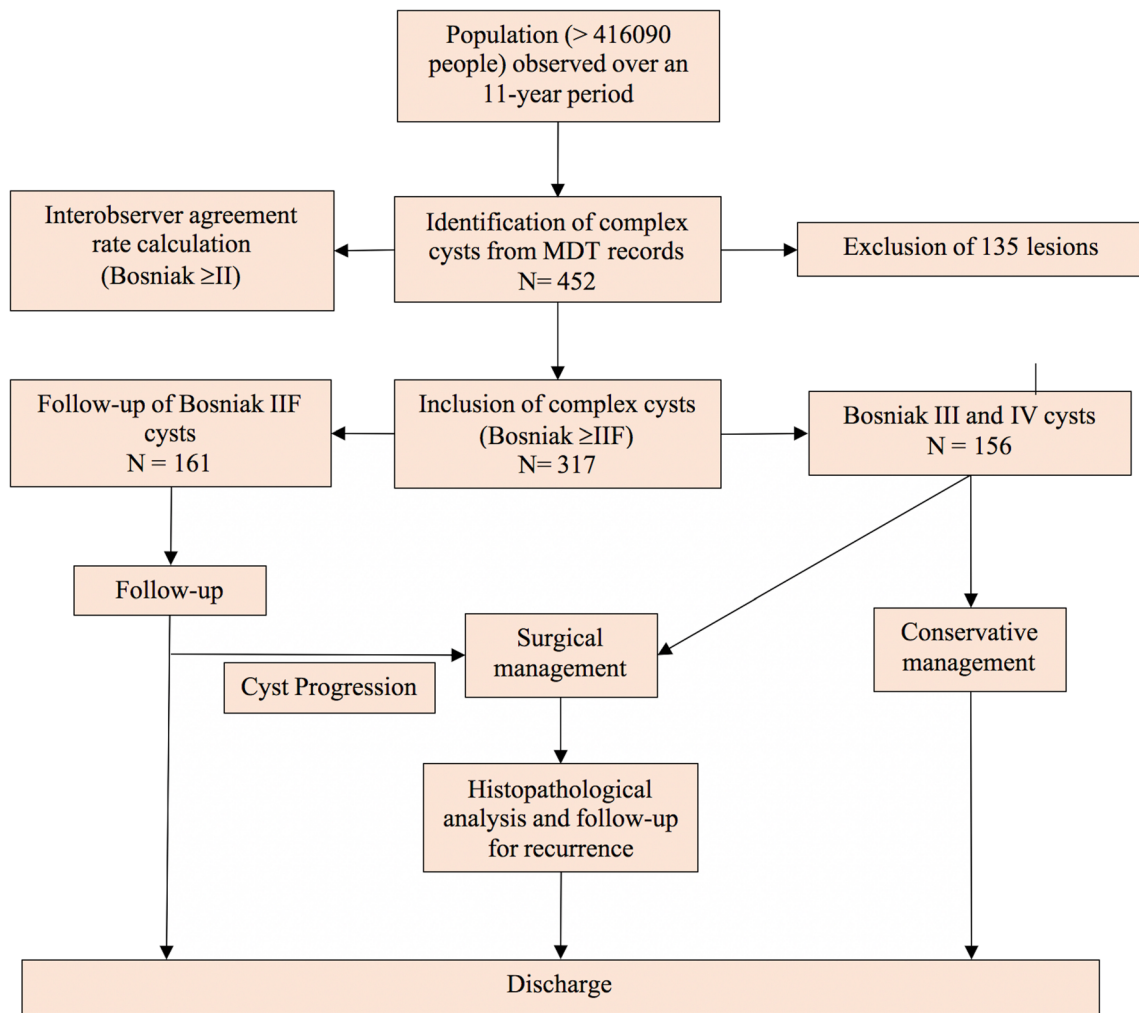 Population (> 416090
people) observed over an
11-year period
Interobserver agreement
rate calculation
(Bosniak ≥II)
Identification of complex
cysts from MDT records
N= 452
Exclusion of 135 lesions
Follow-up of Bosniak IIF
cysts
N = 161
Inclusion of complex cysts
(Bosniak ≥IIF)
N= 317
Bosniak III and IV cysts
N = 156
Follow-up
Surgical
management
Conservative
management
Cyst Progression
Histopathological
analysis and follow-up
for recurrence
Discharge